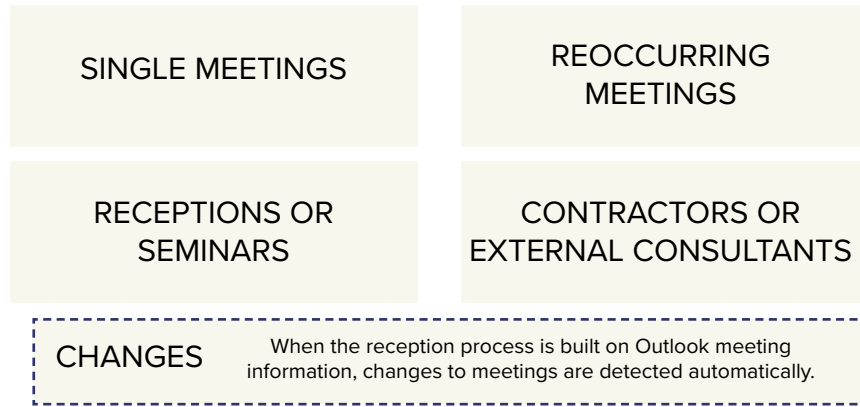 SINGLE MEETINGS
REOCCURRING
MEETINGS
RECEPTIONS OR
SEMINARS
CONTRACTORS OR
EXTERNAL CONSULTANTS
CHANGES
When the reception process is built on Outlook meeting
information, changes to meetings are detected automatically.